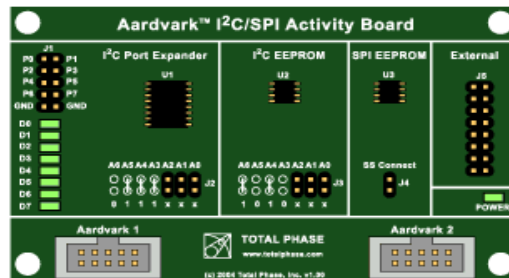 Aardvark™ I²C/SPI Activity Board
J1
P0 P1
P2 P3
P4 P5
P6 P7
GND GND
D0
D1
D2
D3
D4
D5
D6
D7
I²C Port Expander
U1
A6 A5 A4 A3 A2 A1 A0
J2
0 1 1 1 x x x
I²C EEPROM
U2
A6 A5 A4 A3 A2 A1 A0
J3
1 0 1 0 x x x
SPI EEPROM
U3
SS Connect
J4
External
J5
POWER
Aardvark 1
TOTAL PHASE
www.totalphase.com
(c) 2004 Total Phase, Inc. v1.30
Aardvark 2